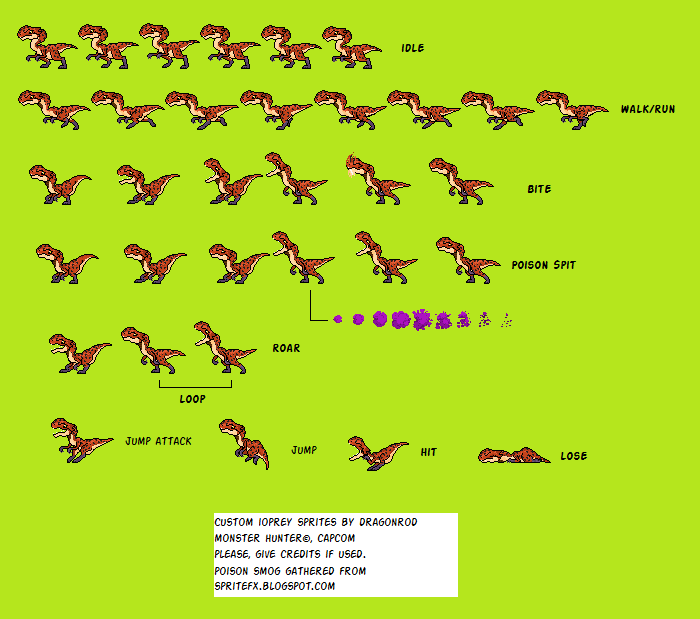 IDLE
WALK/RUN
BITE
POISON SPIT
ROAR
LOOP
JUMP ATTACK
JUMP
HIT
LOSE
CUSTOM IOPREY SPRITES BY DRAGONROD
MONSTER HUNTER©, CAPCOM
PLEASE, GIVE CREDITS IF USED.
POISON SMOG GATHERED FROM
SPRITEFX.BLOGSPOT.COM